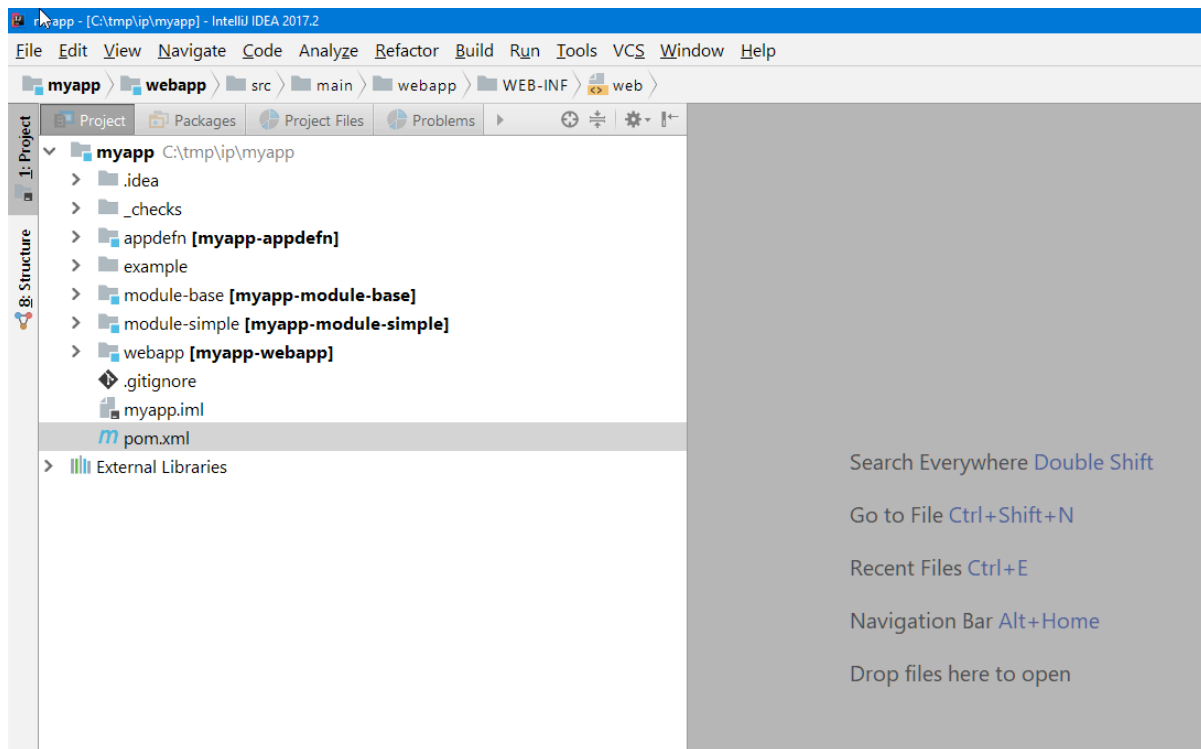 myapp - [C:\tmp\ip\myapp] - IntelliJ IDEA 2017.2
File Edit View Navigate Code Analyze Refactor Build Run Tools VCS Window Help
myapp webapp src main webapp WEB-INF web
1: Project
8: Structure
Project Packages Project Files Problems
myapp C:\tmp\ip\myapp
.idea
_checks
appdefn [myapp-appdefn]
example
module-base [myapp-module-base]
module-simple [myapp-module-simple]
webapp [myapp-webapp]
.gitignore
myapp.iml
pom.xml
External Libraries
Search Everywhere Double Shift
Go to File Ctrl+Shift+N
Recent Files Ctrl+E
Navigation Bar Alt+Home
Drop files here to open